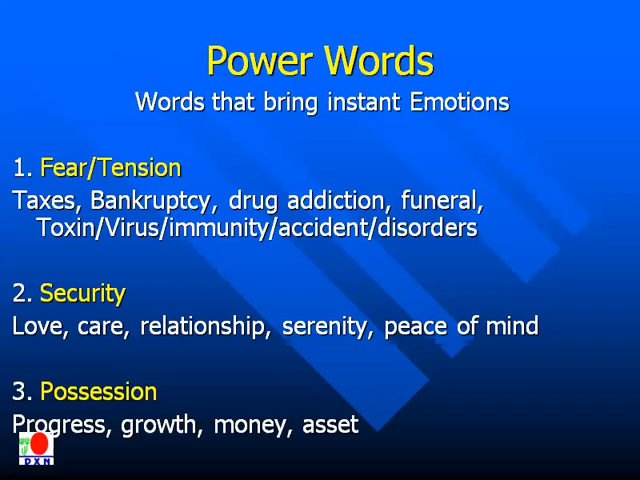 Power Words
Words that bring instant Emotions
1. Fear/Tension
Taxes, Bankruptcy, drug addiction, funeral,
Toxin/Virus/immunity/accident/disorders
2. Security
Love, care, relationship, serenity, peace of mind
3. Possession
Progress, growth, money, asset
DXN